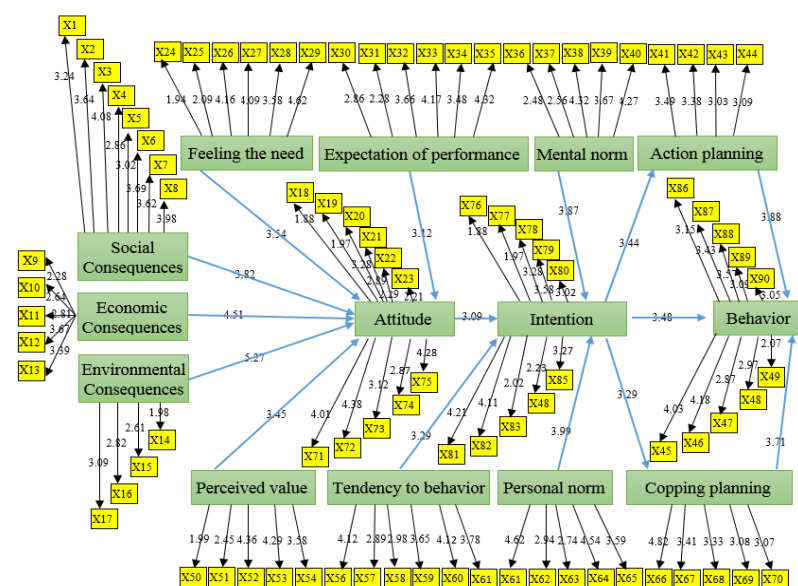 X1
X2
X3
X4
X5
X6
X7
X8
3.24
3.64
4.08
2.86
3.02
3.69
3.62
3.98
X24 X25 X26 X27 X28 X29 X30 X31 X32 X33 X34 X35 X36 X37 X38 X39 X40 X41 X42 X43 X44
1.94 2.09 4.16 4.09 3.58 4.62 2.86 2.28 3.66 4.17 3.48 4.32 2.48 2.56 4.32 3.67 4.27 3.49 3.38 3.03 3.09
Feeling the need
Expectation of performance
Mental norm
Action planning
3.54
3.12
3.87
3.44
3.88
X18
X19
X20
X21
X22
X23
1.88
1.97
3.28
2.89
2.29
2.21
X76
X77
X78
X79
X80
1.88
1.97
3.28
3.58
3.02
X86
X87
X88
X89
X90
3.15
3.43
3.09
3.05
Social
Consequences
3.82
X9
X10
X11
X12
X13
2.28
2.64
2.81
3.67
3.39
Economic
Consequences
4.51
Attitude
3.09
Intention
3.48
Behavior
Environmental
Consequences
5.27
1.98
2.61
2.82
3.09
X14
X15
X16
X17
3.45
4.01
4.38
3.12
2.87
4.28
X71
X72
X73
X74
X75
3.29
4.21
4.11
2.02
2.23
3.27
X81
X82
X83
X48
X85
3.99
3.29
4.03
4.18
2.87
2.97
2.07
X45
X46
X47
X48
X49
3.71
Perceived value
Tendency to behavior
Personal norm
Copping planning
1.99 2.45 4.36 4.29 3.58 4.12 2.89 2.98 3.65 4.12 3.78 4.62 2.94 2.74 4.54 3.59 4.82 3.41 3.33 3.08 3.07
X50 X51 X52 X53 X54 X56 X57 X58 X59 X60 X61 X61 X62 X63 X64 X65 X66 X67 X68 X69 X70